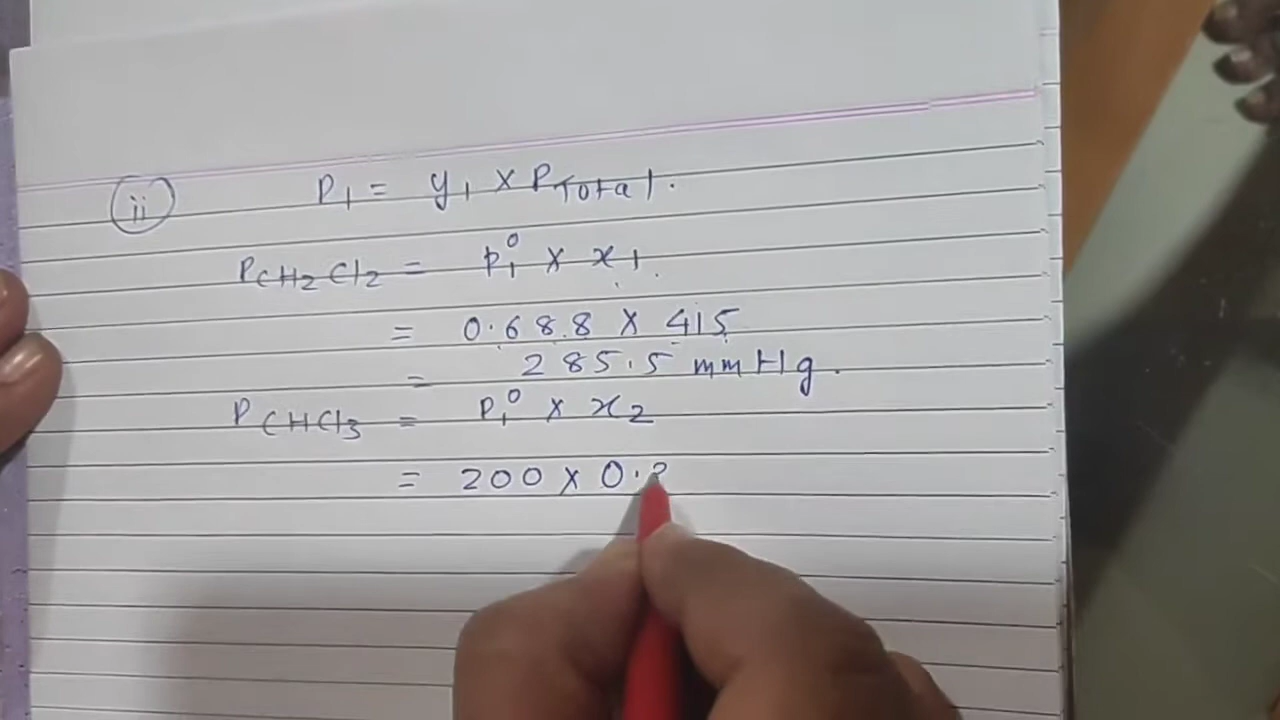 ii P1 = y1 × PTotal.
PCH2Cl2 = p1° × x1.
= 0.688 × 415
= 285.5 mmHg.
PCHCl3 = P1° × x2
= 200 × 0.